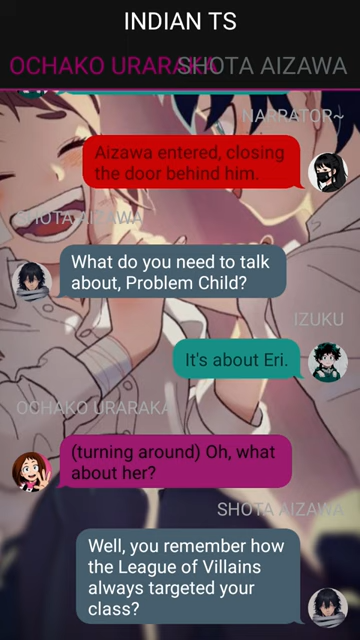 INDIAN TS
OCHAKO URARAKA SHOTA AIZAWA
NARRATOR~
Aizawa entered, closing
the door behind him.
SHOTA AIZAWA
What do you need to talk
about, Problem Child?
IZUKU
It's about Eri.
OCHAKO URARAKA
(turning around) Oh, what
about her?
SHOTA AIZAWA
Well, you remember how
the League of Villains
always targeted your
class?